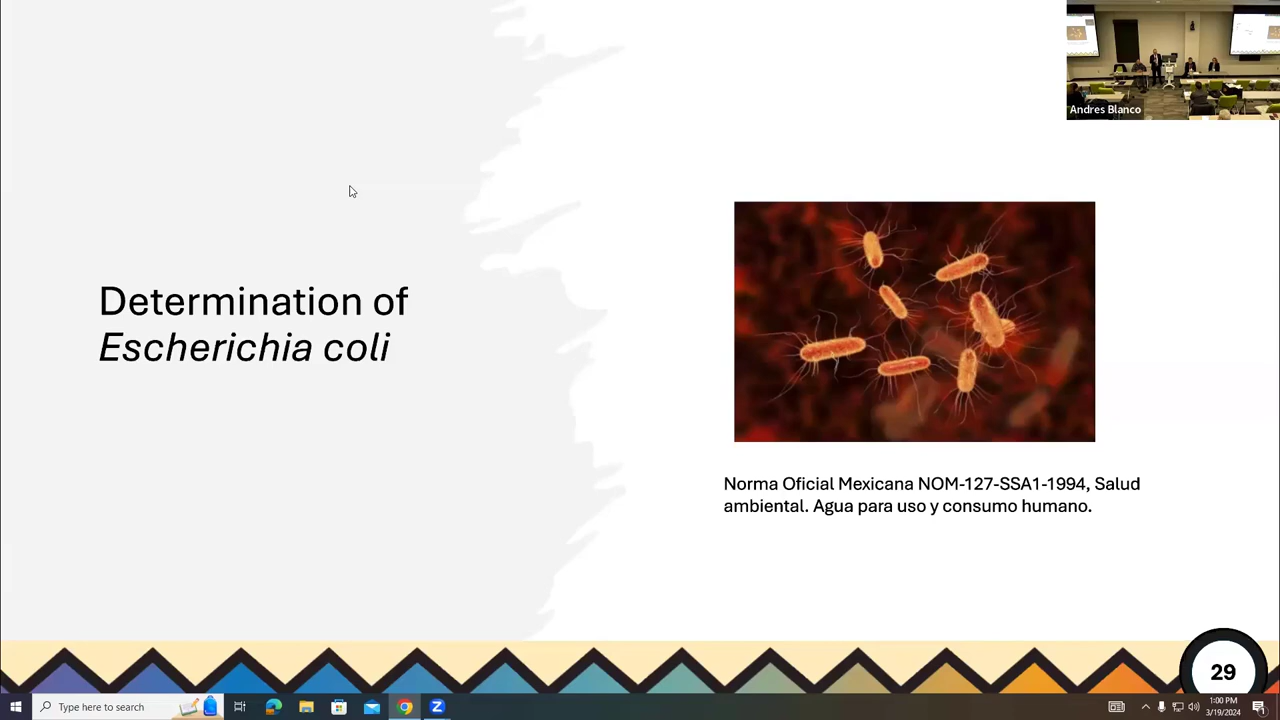 Andres Blanco
Determination of
Escherichia coli
Norma Oficial Mexicana NOM-127-SSA1-1994, Salud
ambiental. Agua para uso y consumo humano.
29
Type here to search
1:00 PM
3/19/2024